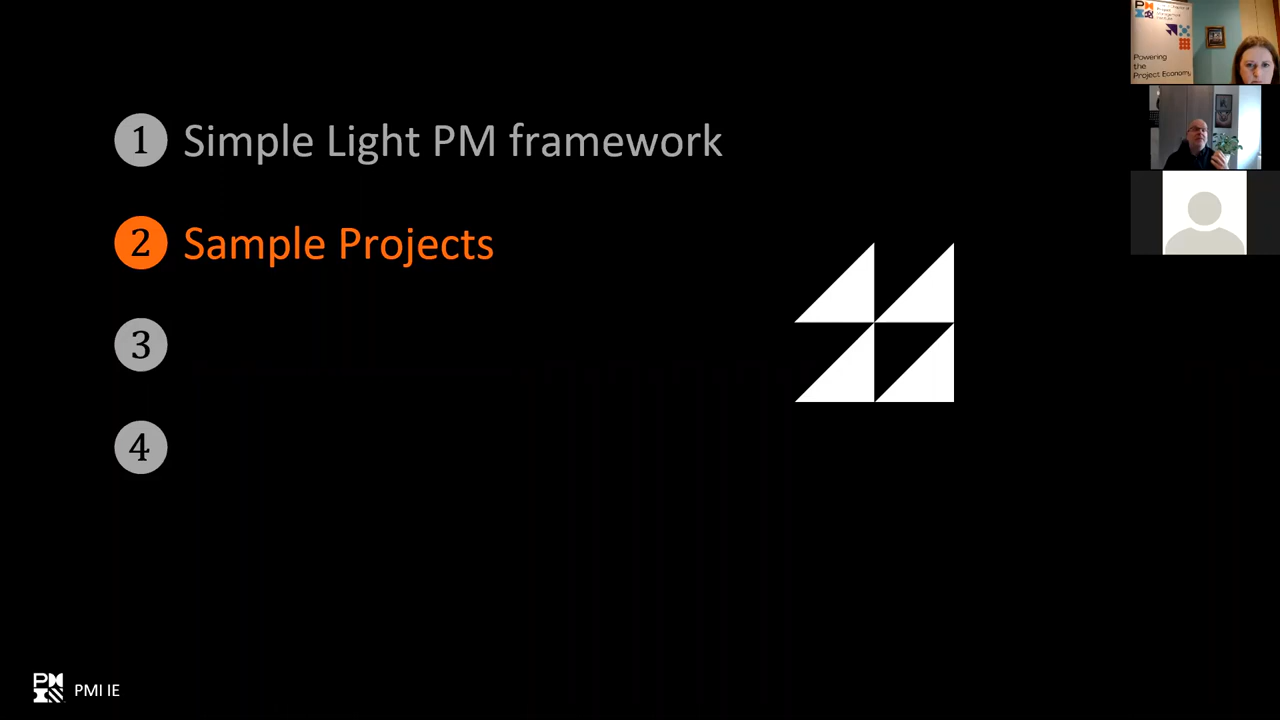 1 Simple Light PM framework
2 Sample Projects
3
4
PMI IE
Powering
the
Project Economy